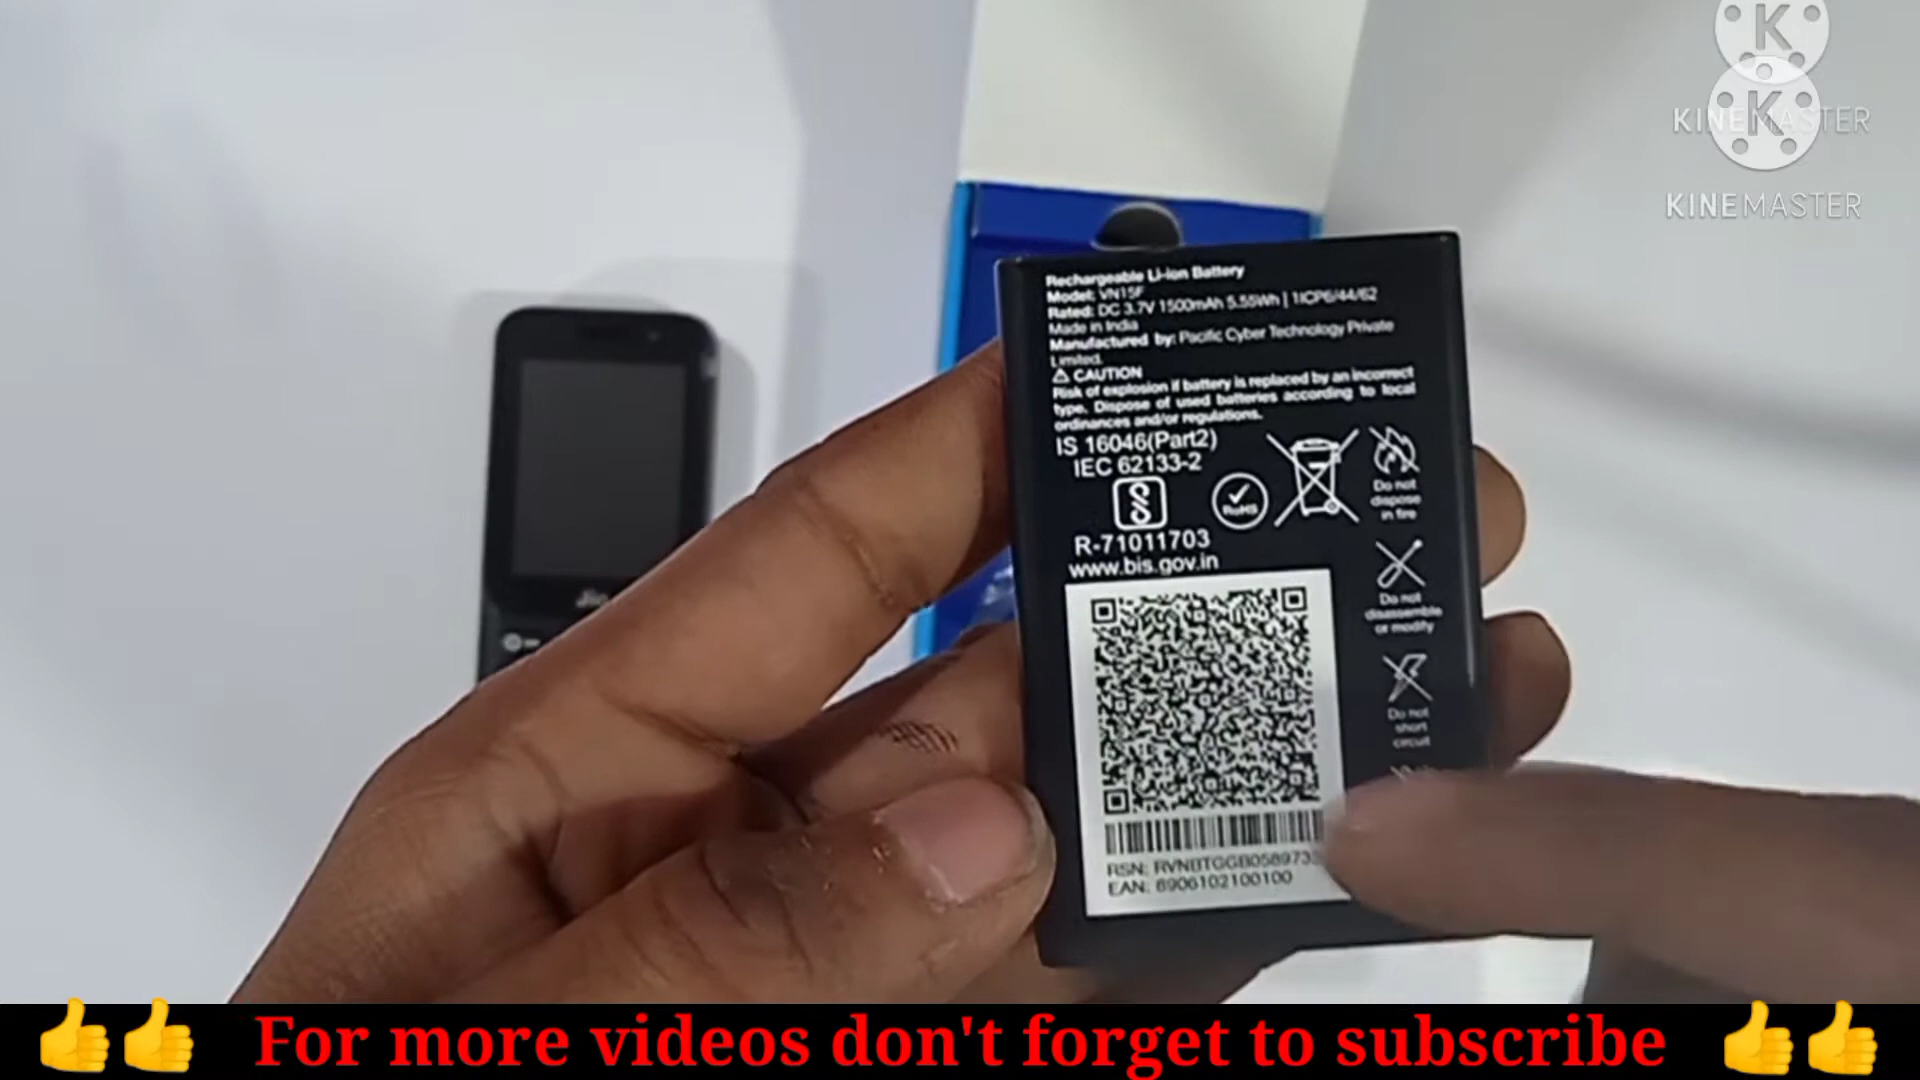 K
KINEMASTER
K
KINEMASTER
Rechargeable Li-ion Battery
Model: VN15F
Rated: DC 3.7V 1500mAh 5.55Wh | 1ICP6/44/62
Made in India
Manufactured by: Pacific Cyber Technology Private
Limited.
CAUTION
Risk of explosion if battery is replaced by an incorrect
type. Dispose of used batteries according to local
ordinances and/or regulations.
IS 16046(Part2)
IEC 62133-2
RoHS
R-71011703
www.bis.gov.in
Do not
dispose
in fire
Do not
disassemble
or modify
Do not
short
circuit
EAN: 8906102100100
RSN:
Jio
👍👍 For more videos don't forget to subscribe 👍👍